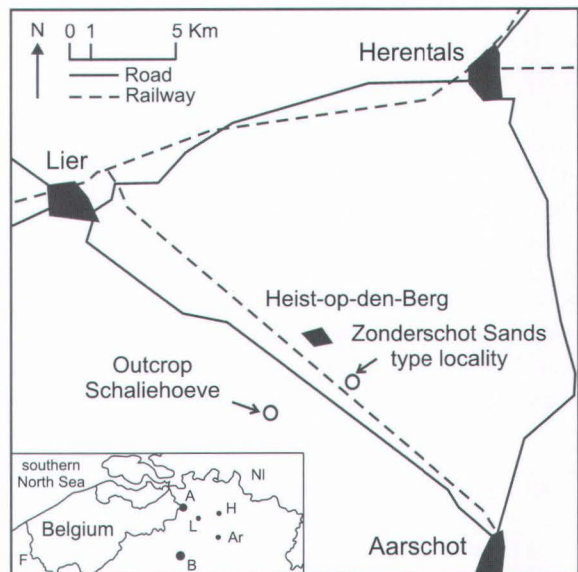 N
0 1 5 Km
Road
Railway
Herentals
Lier
Heist-op-den-Berg
Zonderschot Sands
type locality
Outcrop
Schaliehoeve
Aarschot
southern
North Sea
Nl
A
H
L
Belgium
Ar
F
B